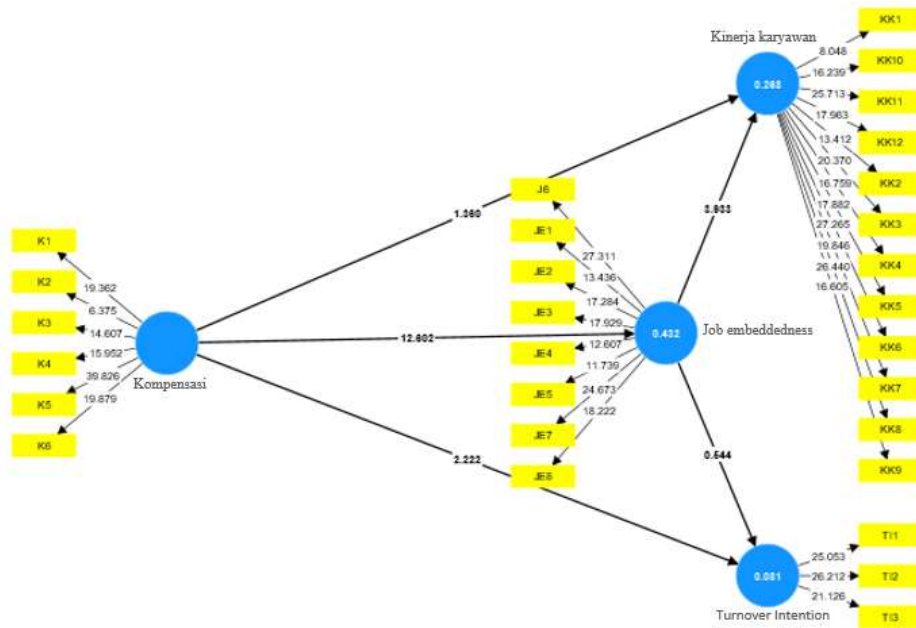 Kinerja karyawan
KK1
8.048
KK10
16.239
0.268
KK11
25.713
KK12
17.963
13.412
KK2
20.370
16.759
KK3
17.882
27.265
KK4
19.846
26.440
16.605
KK5
KK6
KK7
KK8
KK9
1.360
3.933
J6
JE1
27.311
JE2
13.436
17.284
JE3
17.929
0.432
Job embeddedness
JE4
12.607
11.739
JE5
24.673
JE7
18.222
JE8
K1
19.362
K2
6.375
K3
14.607
K4
15.952
K5
39.826
19.879
K6
Kompensasi
12.602
2.222
0.544
TI1
25.053
0.081
26.212
TI2
21.126
TI3
Turnover Intention